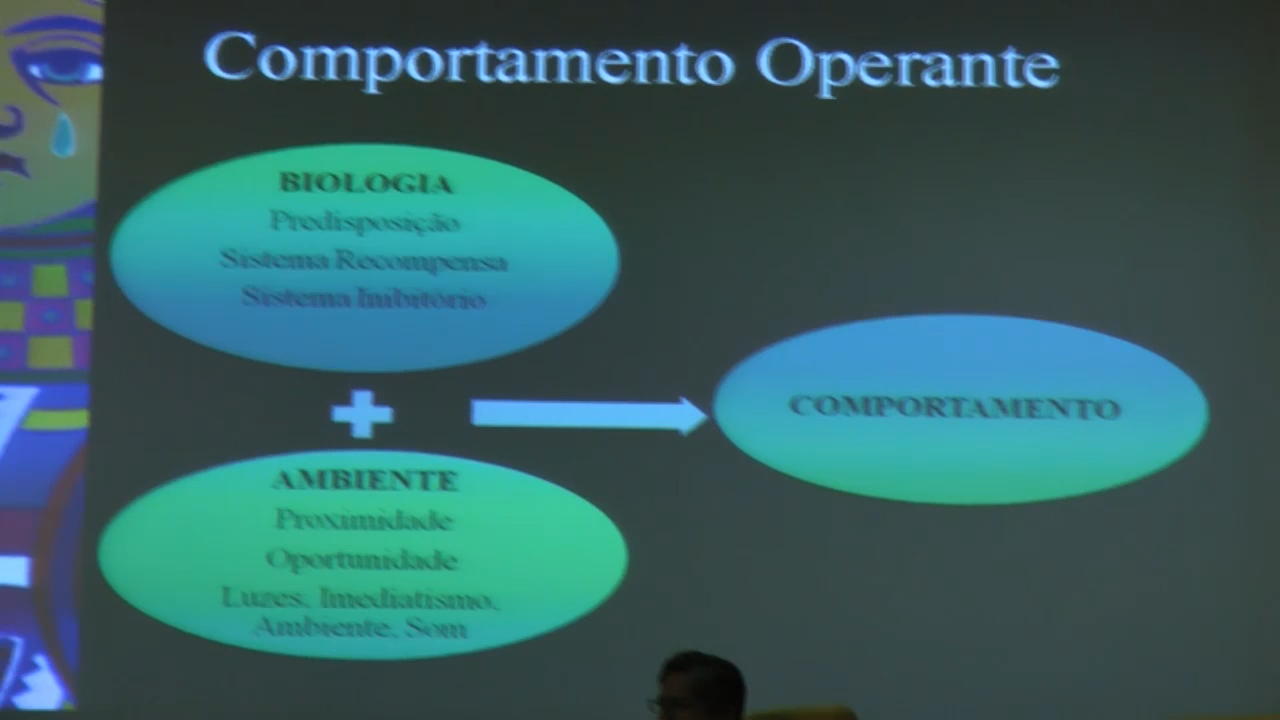 Comportamento Operante
BIOLOGIA
Predisposição
Sistema Recompensa
Sistema Inibitório
AMBIENTE
Proximidade
Oportunidade
Luzes, Imediatismo,
Ambiente, Som
COMPORTAMENTO